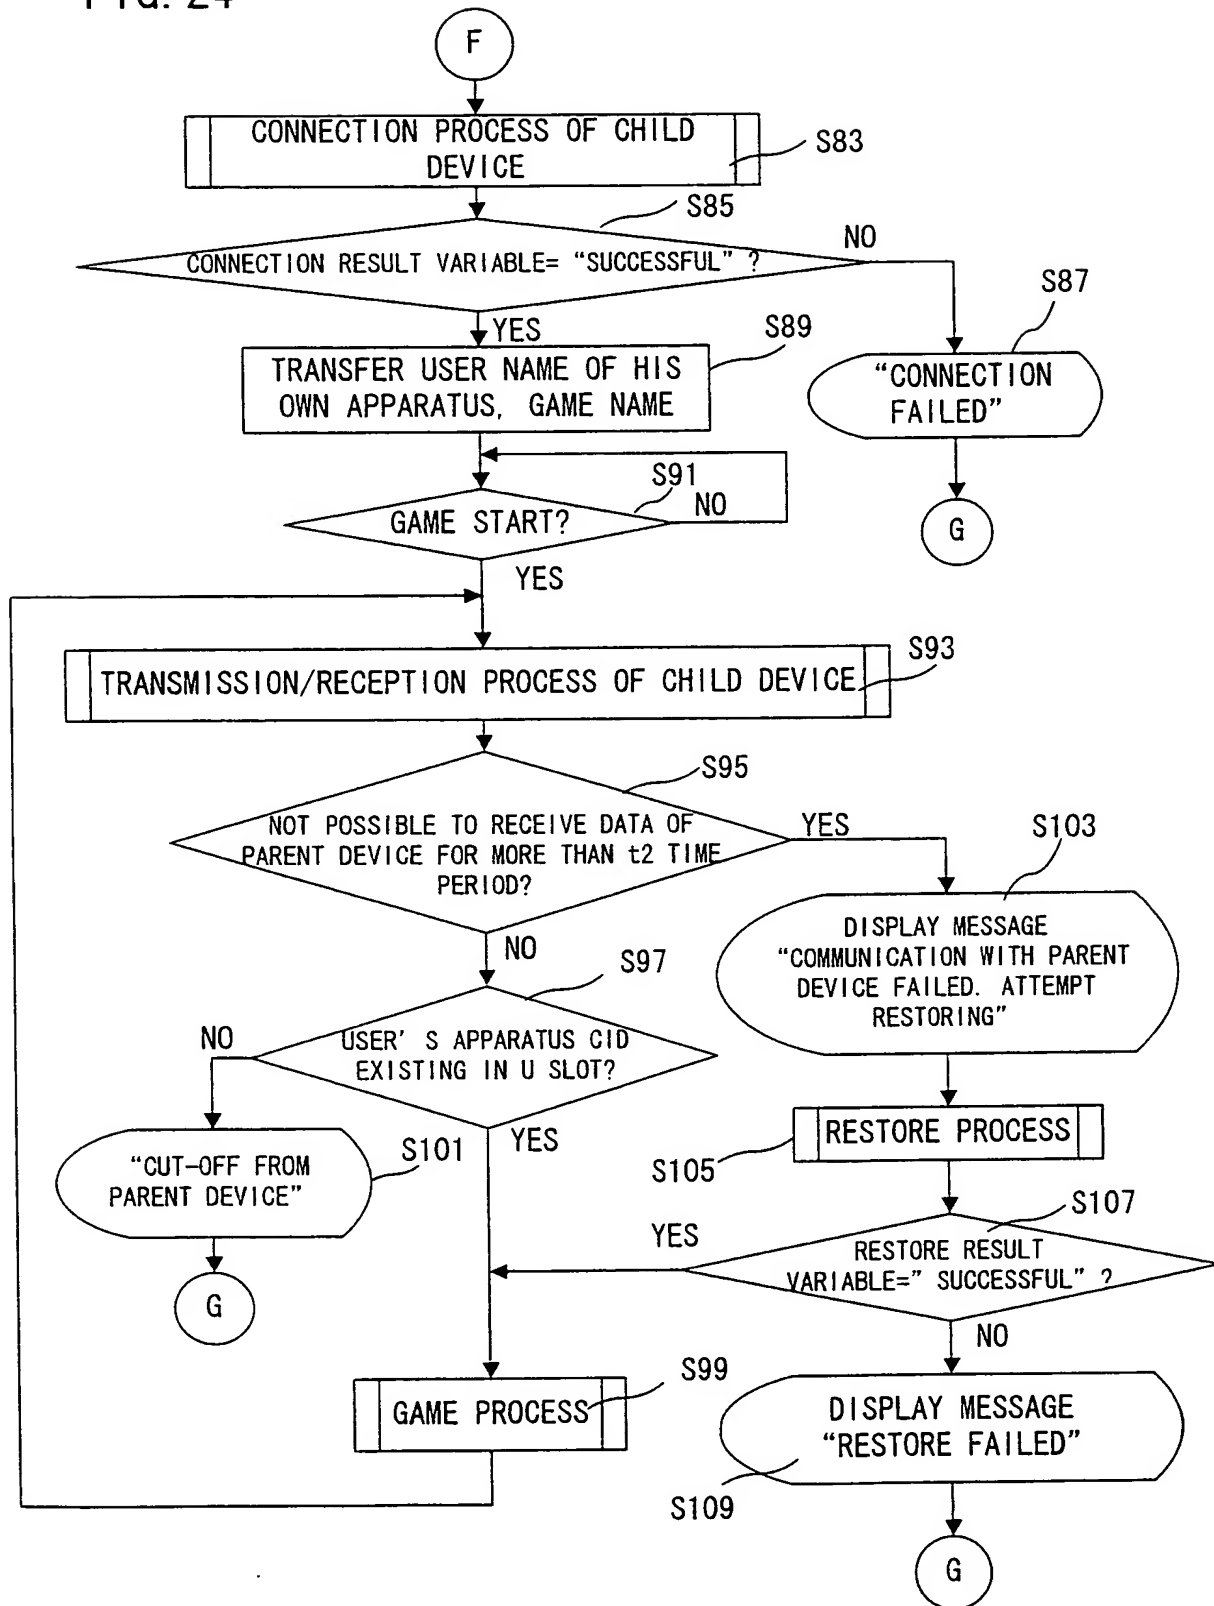 FIG. 24
F
CONNECTION PROCESS OF CHILD
DEVICE
S83
S85
CONNECTION RESULT VARIABLE= “SUCCESSFUL” ?
NO
YES
S87
“CONNECTION
FAILED”
G
S89
TRANSFER USER NAME OF HIS
OWN APPARATUS, GAME NAME
S91
GAME START?
NO
YES
TRANSMISSION/RECEPTION PROCESS OF CHILD DEVICE
S93
S95
NOT POSSIBLE TO RECEIVE DATA OF
PARENT DEVICE FOR MORE THAN t2 TIME
PERIOD?
YES
NO
S103
DISPLAY MESSAGE
“COMMUNICATION WITH PARENT
DEVICE FAILED. ATTEMPT
RESTORING”
S97
USER’ S APPARATUS CID
EXISTING IN U SLOT?
NO
YES
S101
“CUT-OFF FROM
PARENT DEVICE”
G
RESTORE PROCESS
S105
S107
RESTORE RESULT
VARIABLE=” SUCCESSFUL” ?
YES
NO
S99
GAME PROCESS
DISPLAY MESSAGE
“RESTORE FAILED”
S109
G